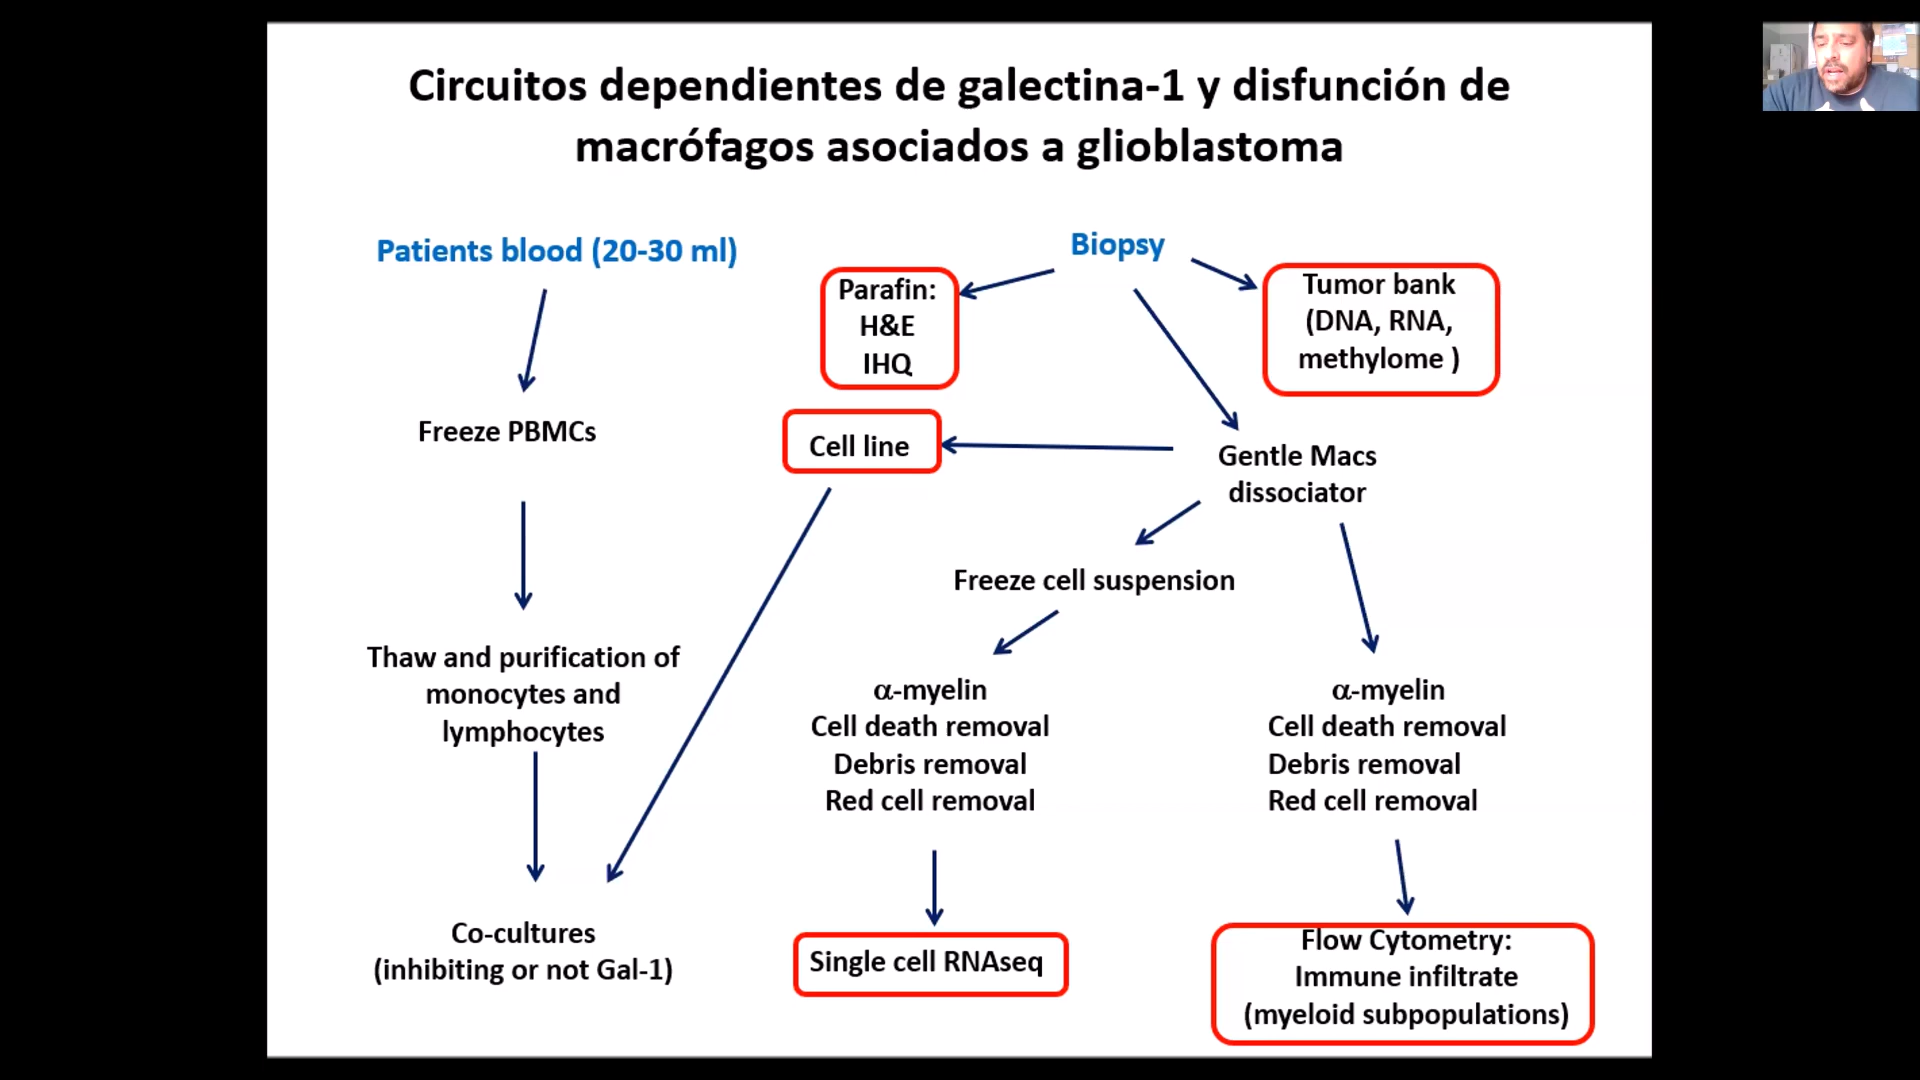 Circuitos dependientes de galectina-1 y disfunción de
macrófagos asociados a glioblastoma
Patients blood (20-30 ml)
Freeze PBMCs
Thaw and purification of
monocytes and
lymphocytes
Co-cultures
(inhibiting or not Gal-1)
Biopsy
Parafin:
H&E
IHQ
Tumor bank
(DNA, RNA,
methylome )
Cell line
Gentle Macs
dissociator
Freeze cell suspension
α-myelin
Cell death removal
Debris removal
Red cell removal
Single cell RNAseq
α-myelin
Cell death removal
Debris removal
Red cell removal
Flow Cytometry:
Immune infiltrate
(myeloid subpopulations)